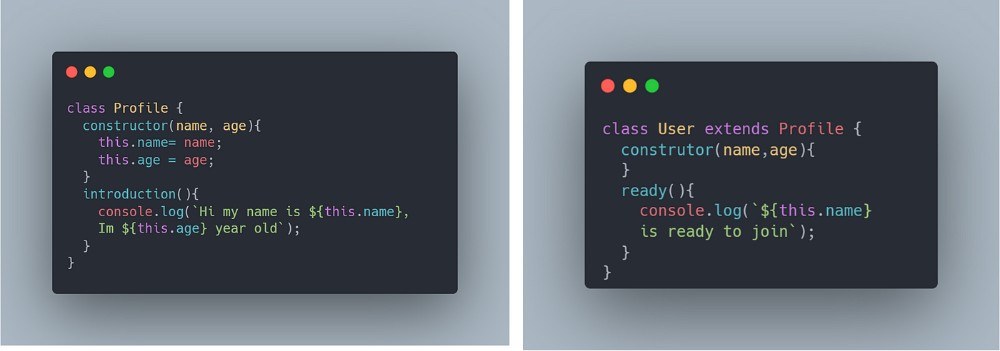 class Profile {
  constructor(name, age){
    this.name= name;
    this.age = age;
  }
  introduction(){
    console.log(`Hi my name is ${this.name},
    Im ${this.age} year old`);
  }
}
class User extends Profile {
  construtor(name,age){
  }
  ready(){
    console.log(`${this.name}
    is ready to join`);
  }
}